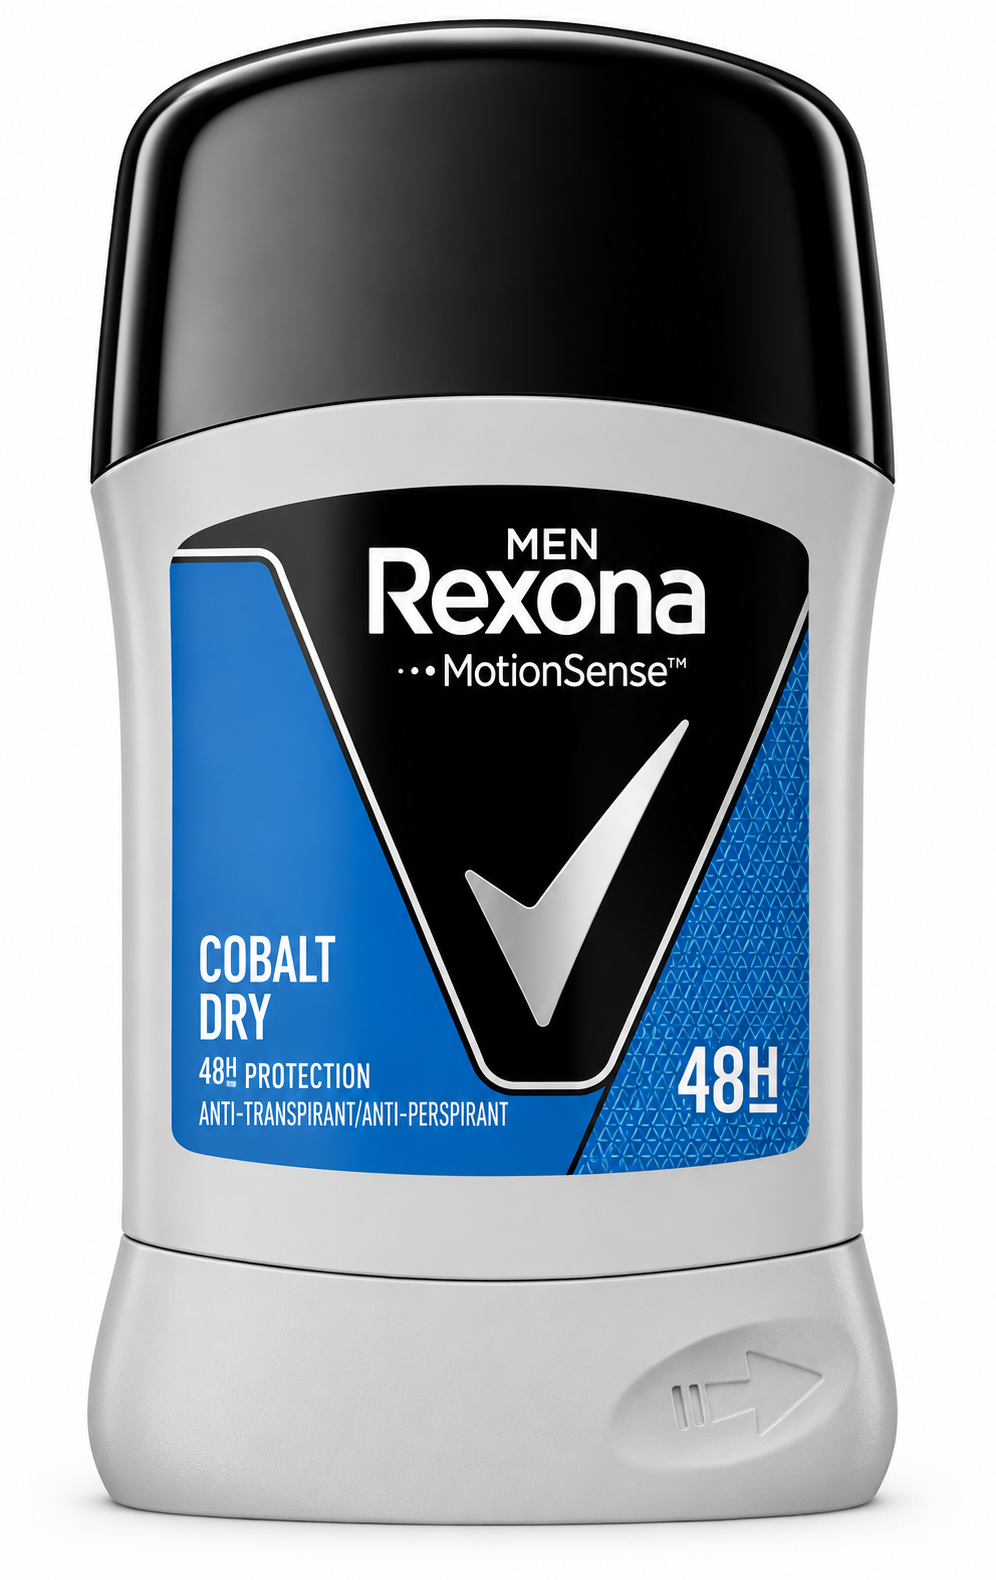 MEN
Rexona
···MotionSense™
COBALT
DRY
48H PROTECTION
ANTI-TRANSPIRANT/ANTI-PERSPIRANT
48H